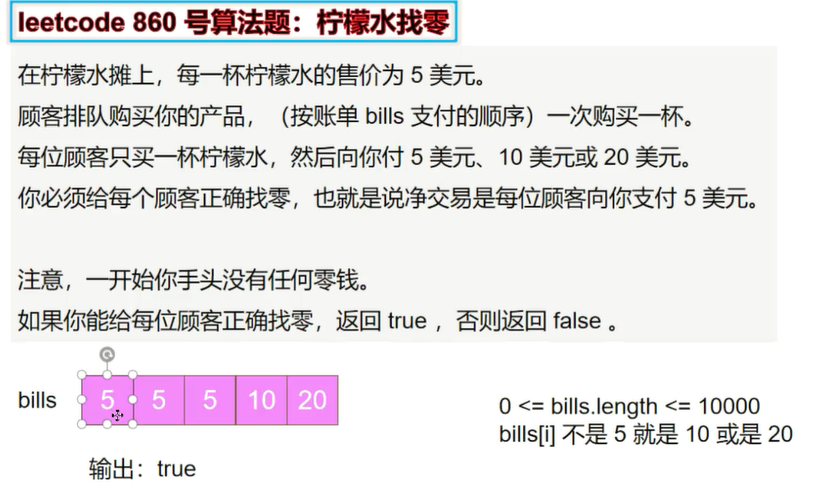 leetcode 860 号算法题：柠檬水找零
在柠檬水摊上，每一杯柠檬水的售价为 5 美元。
顾客排队购买你的产品，（按账单 bills 支付的顺序）一次购买一杯。
每位顾客只买一杯柠檬水，然后向你付 5 美元、10 美元或 20 美元。
你必须给每个顾客正确找零，也就是说净交易是每位顾客向你支付 5 美元。
注意，一开始你手头没有任何零钱。
如果你能给每位顾客正确找零，返回 true ，否则返回 false 。
bills 5 5 5 10 20
0 <= bills.length <= 10000
bills[i] 不是 5 就是 10 或是 20
输出：true